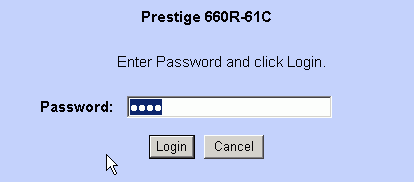 Prestige 660R-61C
Enter Password and click Login.
Password: ●●●●
Login Cancel